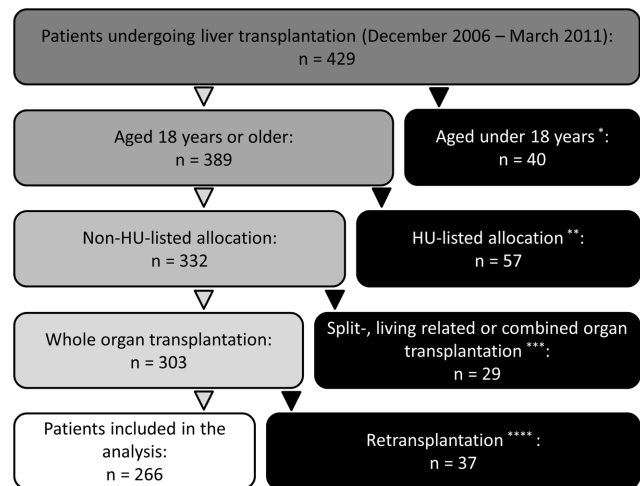 Patients undergoing liver transplantation (December 2006 – March 2011):
n = 429
Aged 18 years or older:
n = 389
Aged under 18 years *:
n = 40
Non-HU-listed allocation:
n = 332
HU-listed allocation **:
n = 57
Whole organ transplantation:
n = 303
Split-, living related or combined organ
transplantation ***:
n = 29
Patients included in the
analysis:
n = 266
Retransplantation **** :
n = 37